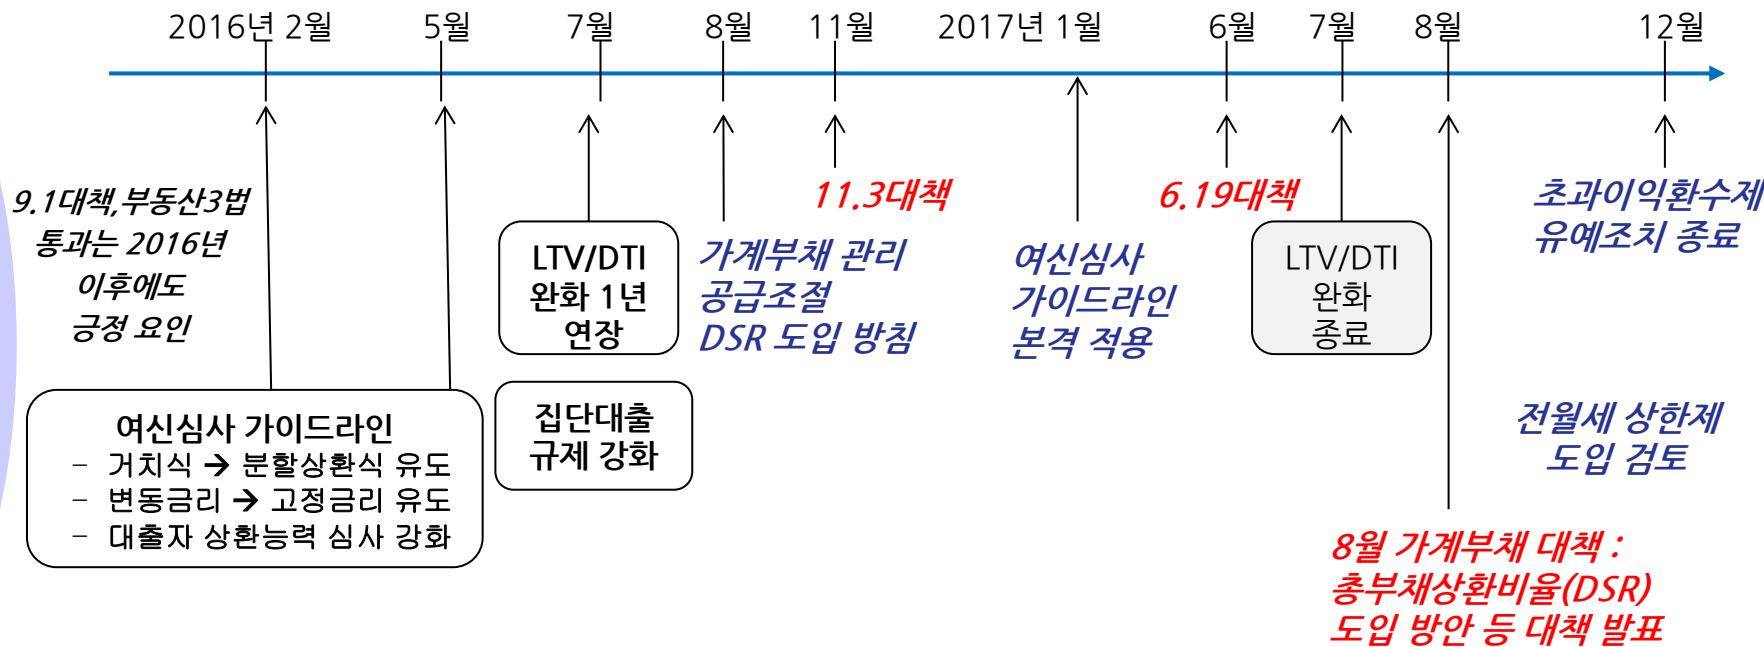 2016년 2월
5월
7월
8월
11월
2017년 1월
6월
7월
8월
12월
9.1대책,부동산3법
통과는 2016년
이후에도
긍정 요인
여신심사 가이드라인
– 거치식 → 분할상환식 유도
– 변동금리 → 고정금리 유도
– 대출자 상환능력 심사 강화
LTV/DTI
완화 1년
연장
집단대출
규제 강화
가계부채 관리
공급조절
DSR 도입 방침
11.3대책
여신심사
가이드라인
본격 적용
6.19대책
LTV/DTI
완화
종료
8월 가계부채 대책 :
총부채상환비율(DSR)
도입 방안 등 대책 발표
초과이익환수제
유예조치 종료
전월세 상한제
도입 검토